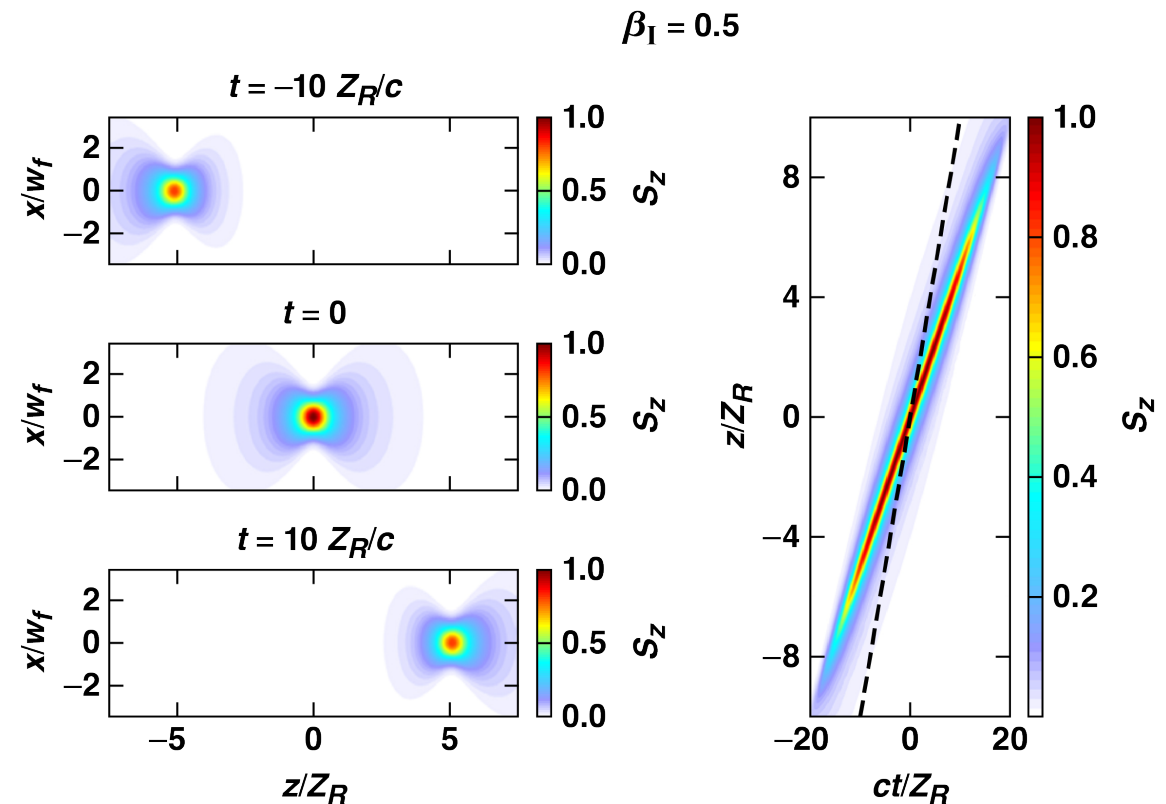 β_I = 0.5
t = −10 Z_R/c
x/w_f
2
0
−2
1.0
0.5
0.0
S_z
t = 0
x/w_f
2
0
−2
1.0
0.5
0.0
S_z
t = 10 Z_R/c
x/w_f
2
0
−2
1.0
0.5
0.0
S_z
−5 0 5
z/Z_R
z/Z_R
8
4
0
−4
−8
−20 0 20
ct/Z_R
1.0
0.8
0.6
0.4
0.2
S_z